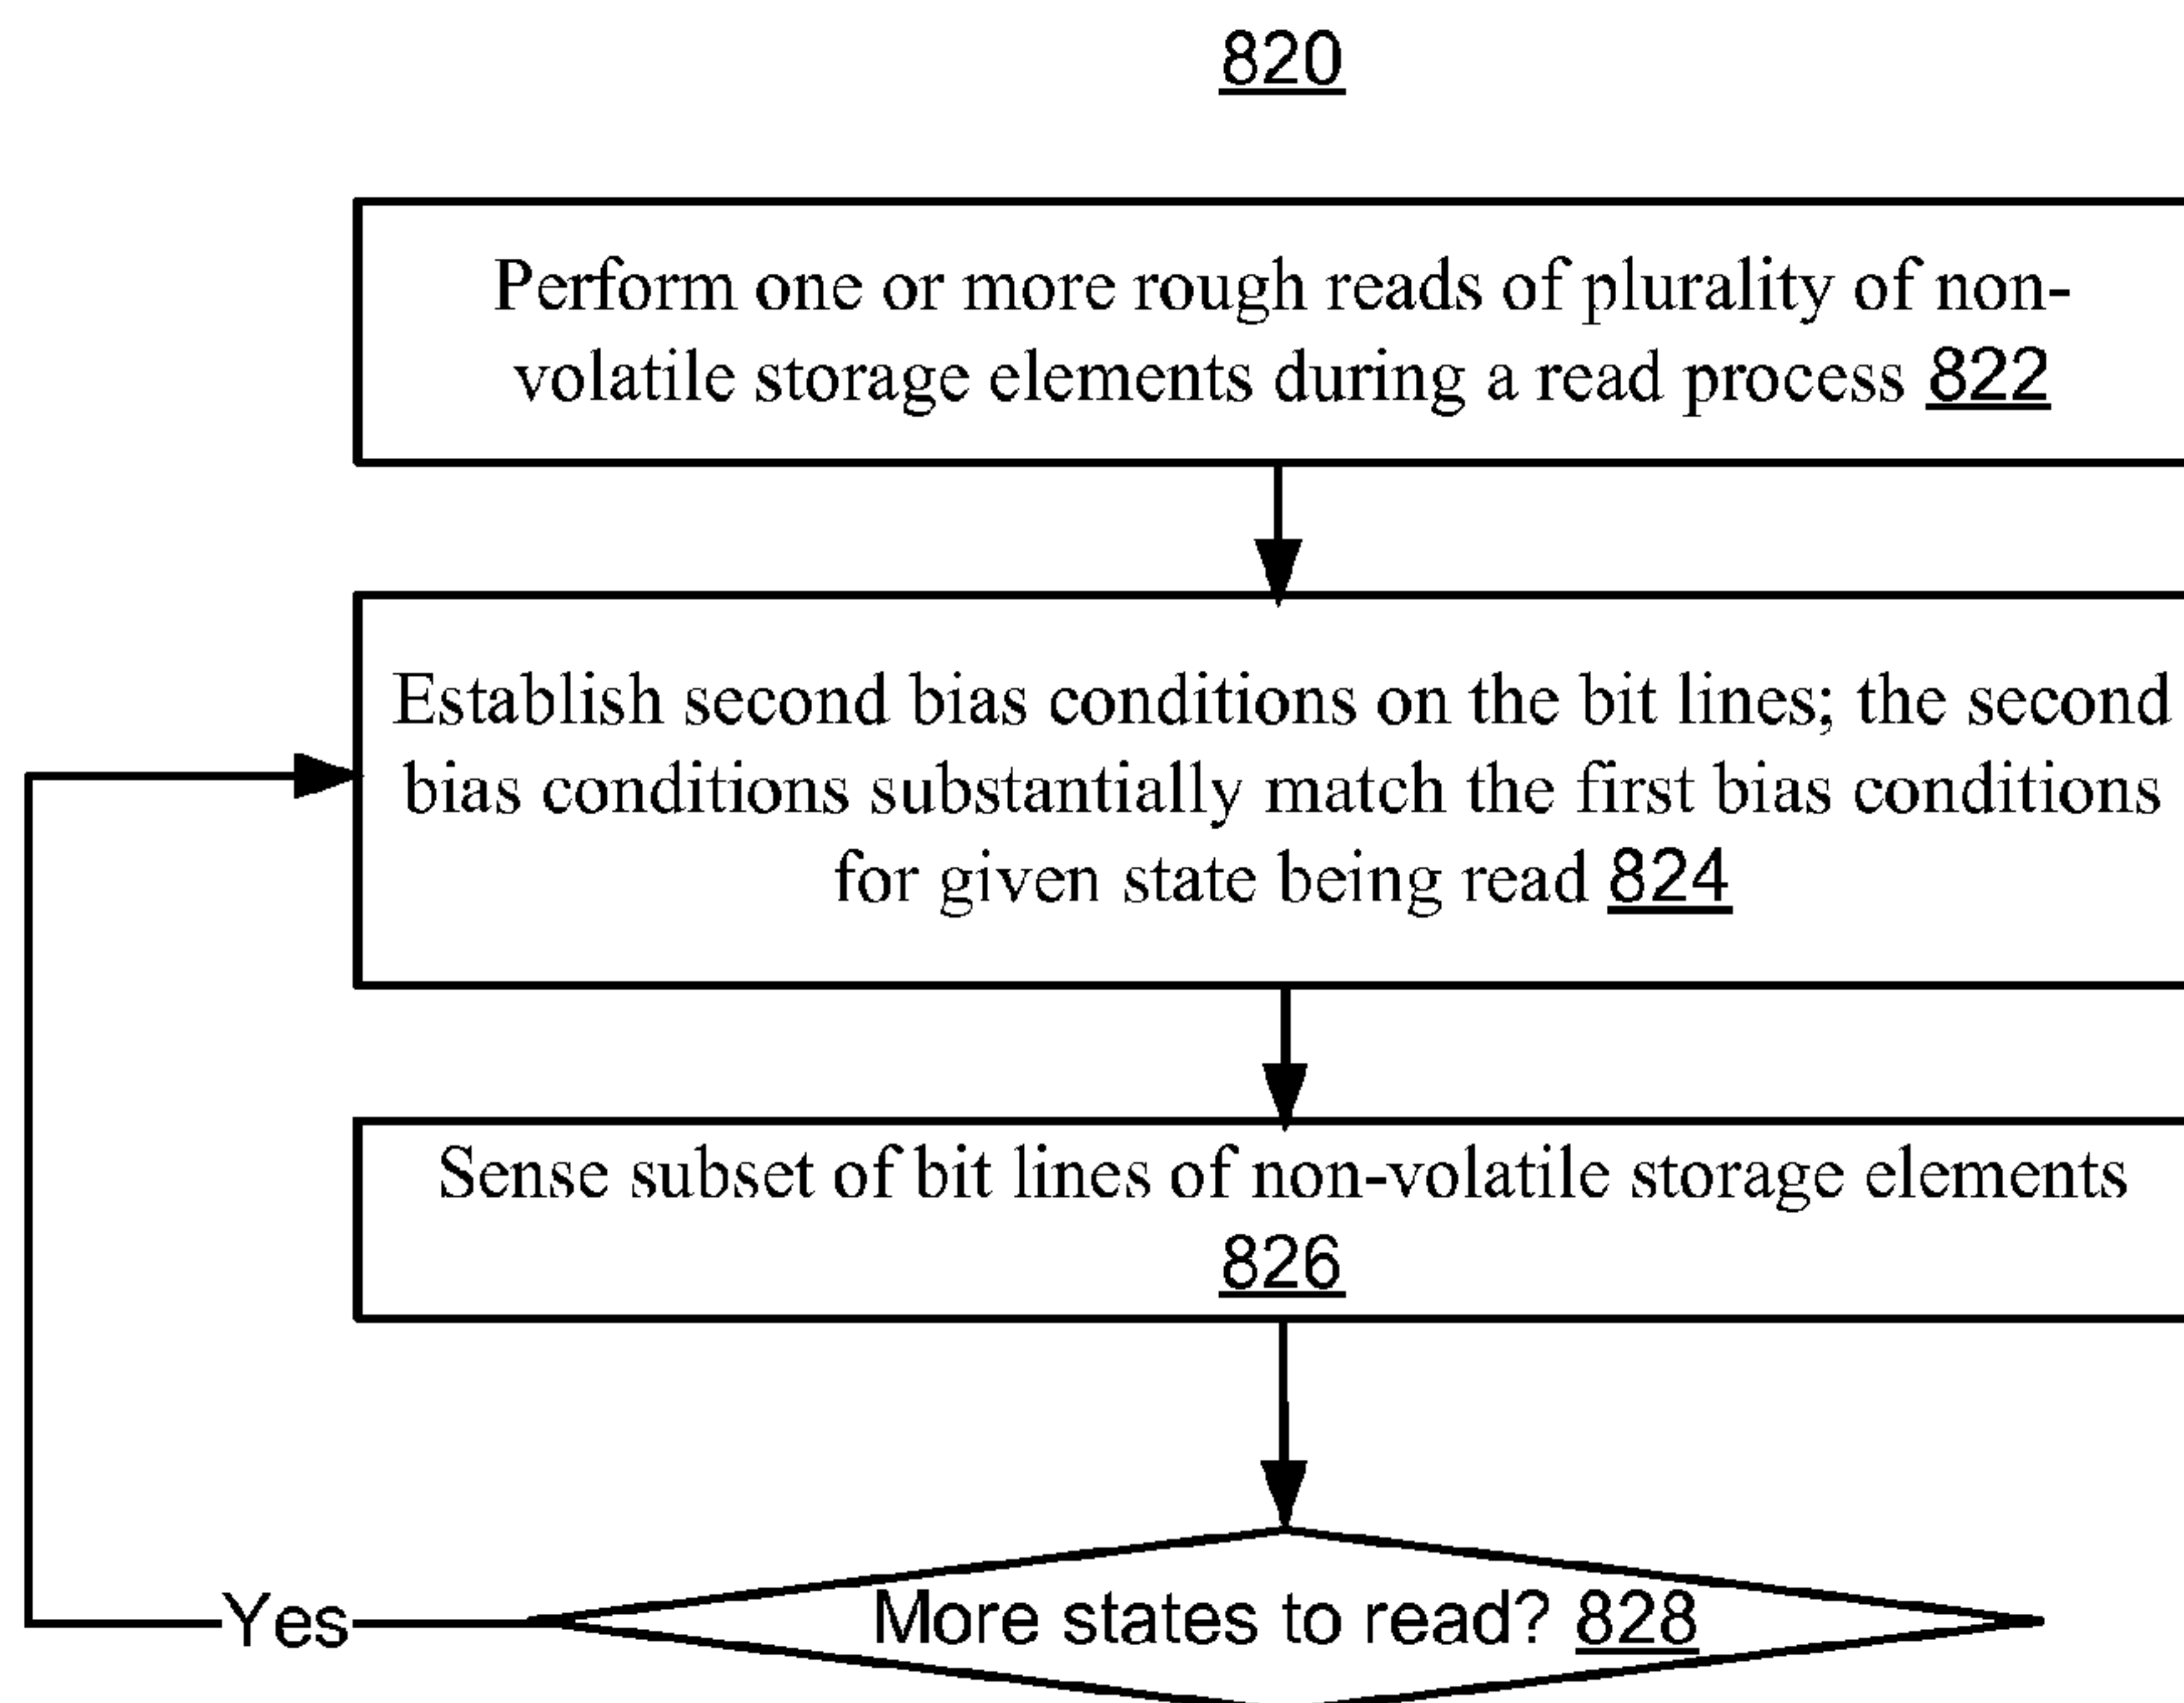 820
Perform one or more rough reads of plurality of non-
volatile storage elements during a read process 822
Establish second bias conditions on the bit lines; the second
bias conditions substantially match the first bias conditions
for given state being read 824
Sense subset of bit lines of non-volatile storage elements
826
More states to read? 828
Yes